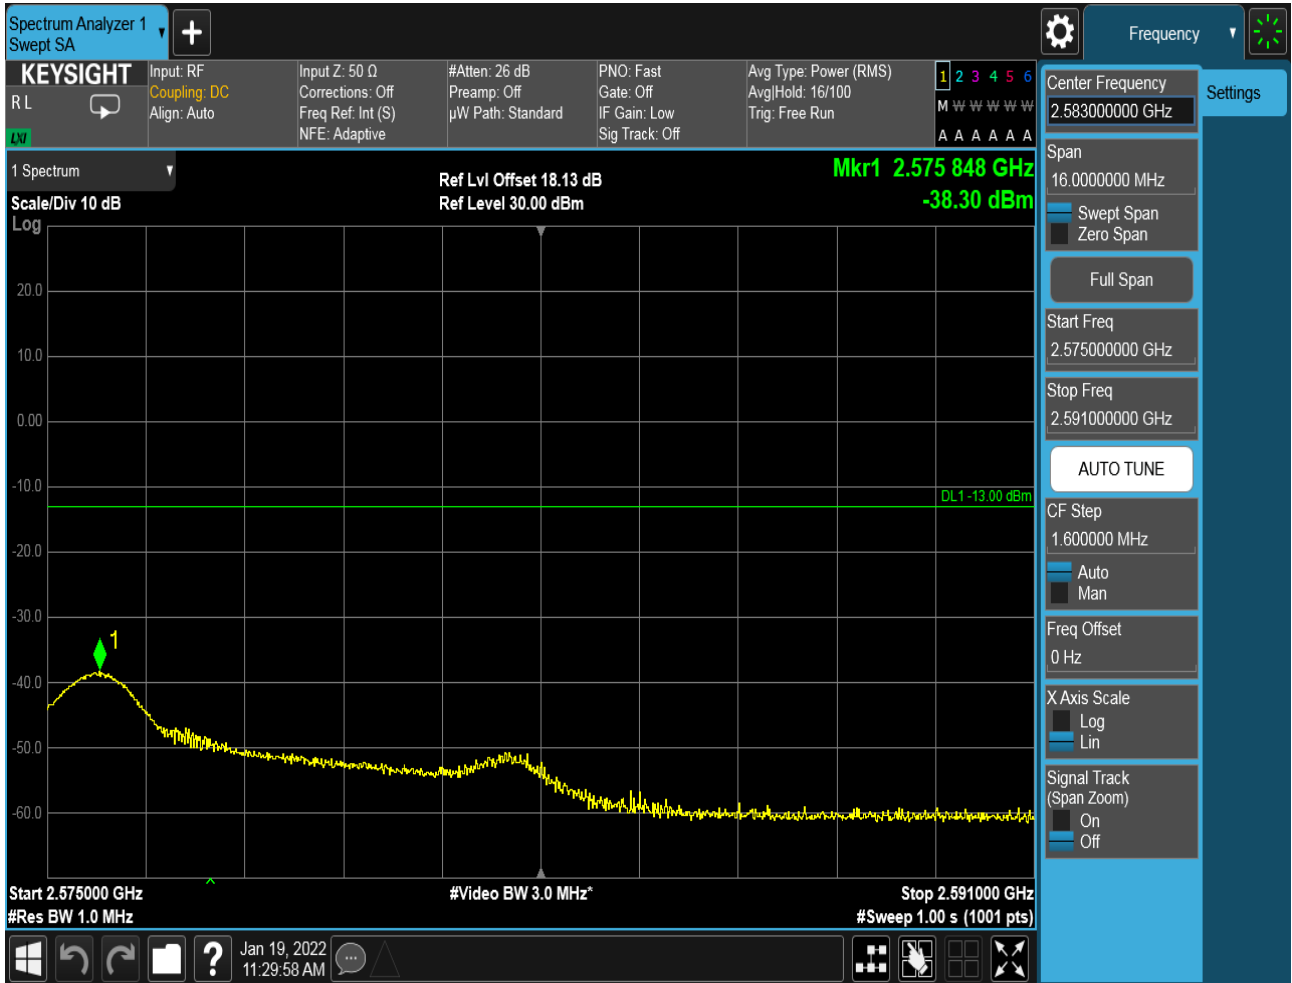 Spectrum Analyzer 1
Swept SA
Frequency
KEYSIGHT
R L
LXI
Input: RF
Coupling: DC
Align: Auto
Input Z: 50 Ω
Corrections: Off
Freq Ref: Int (S)
NFE: Adaptive
#Atten: 26 dB
Preamp: Off
µW Path: Standard
PNO: Fast
Gate: Off
IF Gain: Low
Sig Track: Off
Avg Type: Power (RMS)
Avg|Hold: 16/100
Trig: Free Run
1 2 3 4 5 6
M W W W W W
A A A A A A
1 Spectrum
Scale/Div 10 dB
Log
Ref Lvl Offset 18.13 dB
Ref Level 30.00 dBm
Mkr1 2.575 848 GHz
-38.30 dBm
20.0
10.0
0.00
-10.0
-20.0
-30.0
-40.0
-50.0
-60.0
DL1 -13.00 dBm
1
Start 2.575000 GHz
#Res BW 1.0 MHz
#Video BW 3.0 MHz*
Stop 2.591000 GHz
#Sweep 1.00 s (1001 pts)
Center Frequency
2.583000000 GHz
Settings
Span
16.0000000 MHz
Swept Span
Zero Span
Full Span
Start Freq
2.575000000 GHz
Stop Freq
2.591000000 GHz
AUTO TUNE
CF Step
1.600000 MHz
Auto
Man
Freq Offset
0 Hz
X Axis Scale
Log
Lin
Signal Track
(Span Zoom)
On
Off
?
Jan 19, 2022
11:29:58 AM